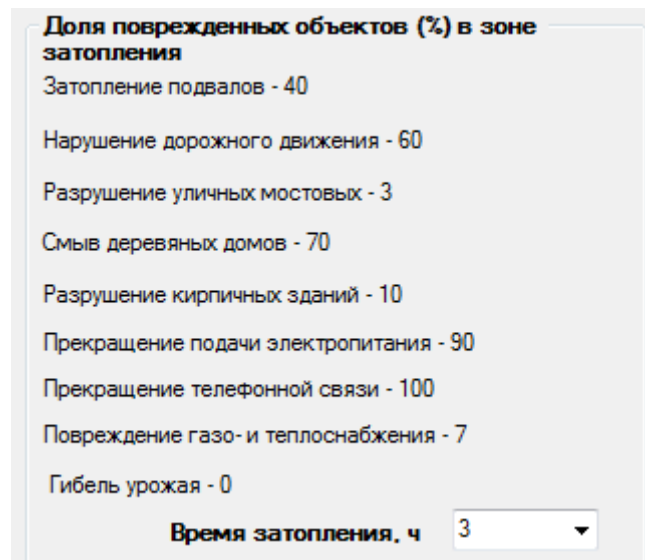 Доля поврежденных объектов (%) в зоне
затопления
Затопление подвалов - 40
Нарушение дорожного движения - 60
Разрушение уличных мостовых - 3
Смыв деревяных домов - 70
Разрушение кирпичных зданий - 10
Прекращение подачи электропитания - 90
Прекращение телефонной связи - 100
Повреждение газо- и теплоснабжения - 7
Гибель урожая - 0
Время затопления, ч 3